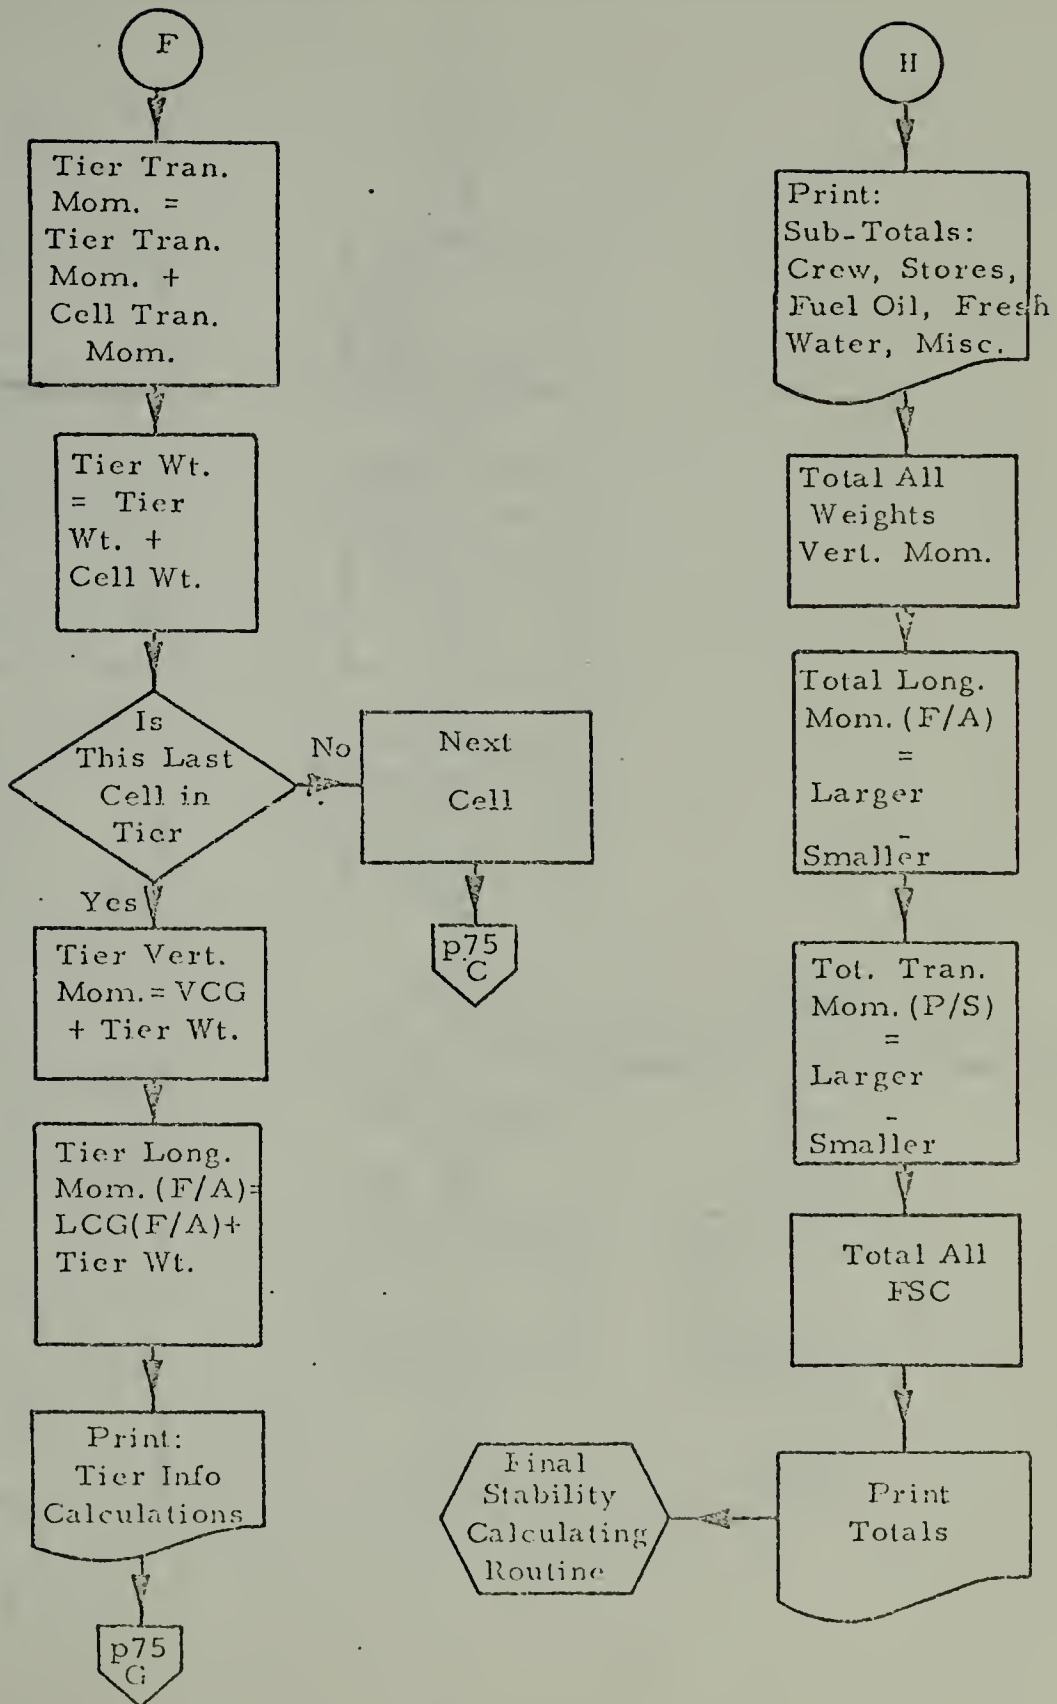 F
Tier Tran.
Mom. =
Tier Tran.
Mom. +
Cell Tran.
Mom.
Tier Wt.
= Tier
Wt. +
Cell Wt.
Is
This Last
Cell in
Tier
No
Next
Cell
p.75
C
Yes
Tier Vert.
Mom. = VCG
+ Tier Wt.
Tier Long.
Mom. (F/A)=
LCG(F/A)+
Tier Wt.
Print:
Tier Info
Calculations
p75
G
H
Print:
Sub-Totals:
Crew, Stores,
Fuel Oil, Fresh
Water, Misc.
Total All
Weights
Vert. Mom.
Total Long.
Mom. (F/A)
=
Larger
-
Smaller
Tot. Tran.
Mom. (P/S)
=
Larger
-
Smaller
Total All
FSC
Print
Totals
Final
Stability
Calculating
Routine